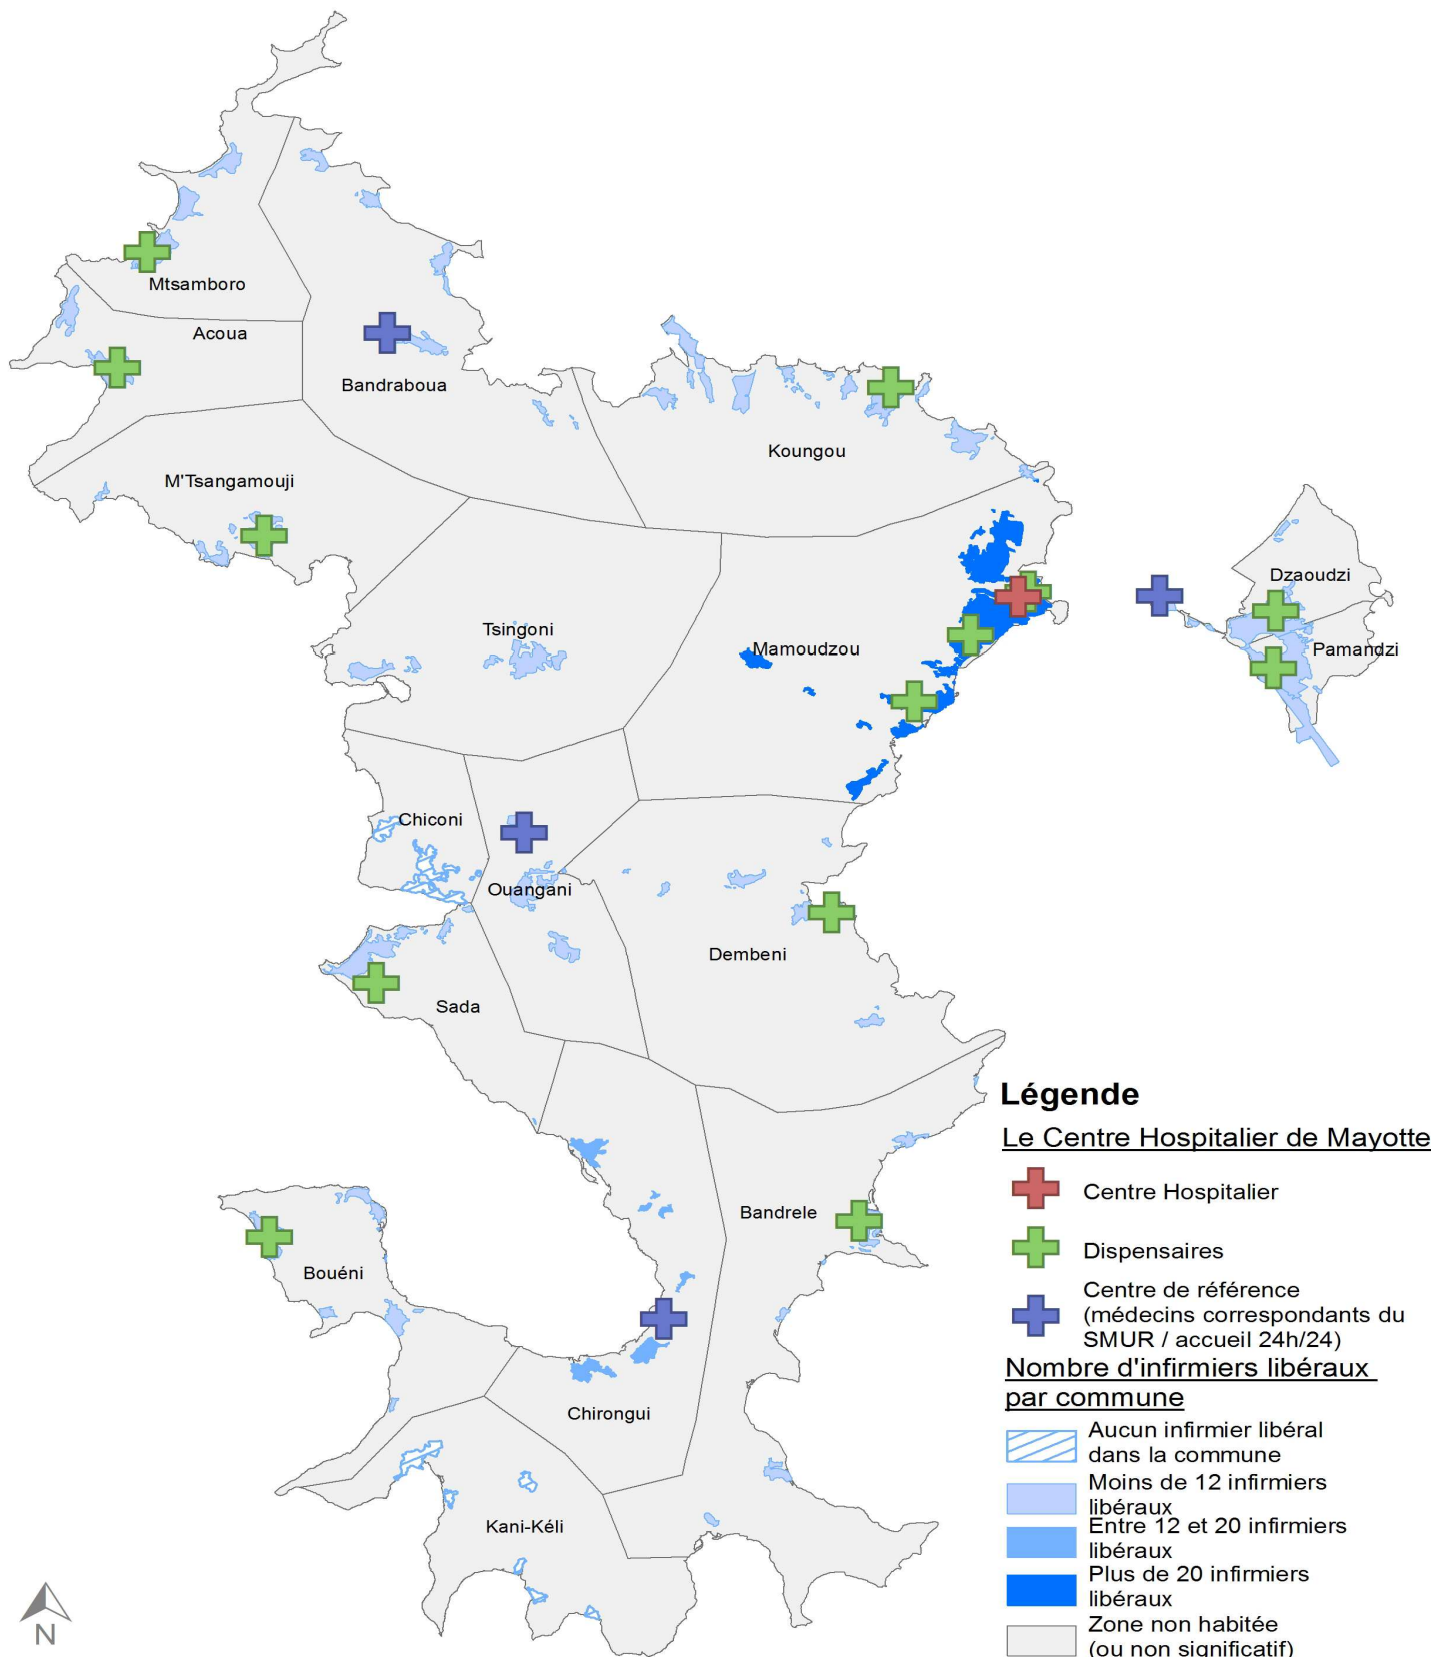 Mtsamboro
Acoua
Bandraboua
Koungou
M'Tsangamouji
Dzaoudzi
Tsingoni
Mamoudzou
Pamandzi
Chiconi
Ouangani
Dembeni
Sada
Bandrele
Bouéni
Chirongui
Kani-Kéli
N
Légende
Le Centre Hospitalier de Mayotte
Centre Hospitalier
Dispensaires
Centre de référence
(médecins correspondants du
SMUR / accueil 24h/24)
Nombre d'infirmiers libéraux
par commune
Aucun infirmier libéral
dans la commune
Moins de 12 infirmiers
libéraux
Entre 12 et 20 infirmiers
libéraux
Plus de 20 infirmiers
libéraux
Zone non habitée
(ou non significatif)